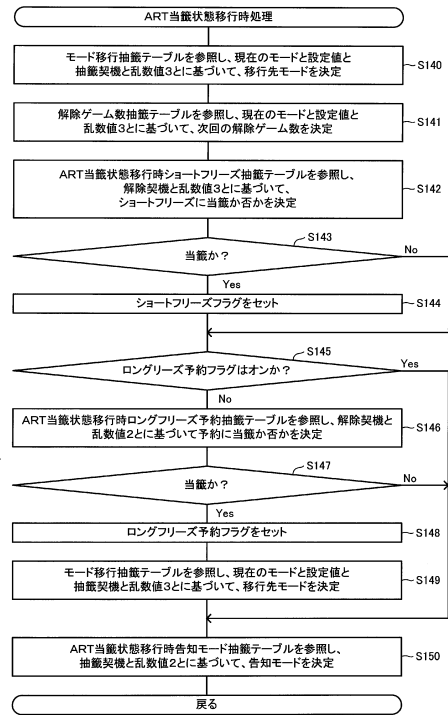 ART当籤状態移行時処理
モード移行抽籤テーブルを参照し、現在のモードと設定値と
抽籤契機と乱数値3とに基づいて、移行先モードを決定
S140
解除ゲーム数抽籤テーブルを参照し、現在のモードと設定値と
乱数値3とに基づいて、次回の解除ゲーム数を決定
S141
ART当籤状態移行時ショートフリーズ抽籤テーブルを参照し、
解除契機と乱数値3とに基づいて、
ショートフリーズに当籤か否かを決定
S142
S143
当籤か？
No
Yes
ショートフリーズフラグをセット
S144
S145
ロングリーズ予約フラグはオンか？
Yes
No
ART当籤状態移行時ロングフリーズ予約抽籤テーブルを参照し、解除契機と
乱数値2とに基づいて予約に当籤か否かを決定
S146
S147
当籤か？
No
Yes
ロングフリーズ予約フラグをセット
S148
モード移行抽籤テーブルを参照し、現在のモードと設定値と
抽籤契機と乱数値3とに基づいて、移行先モードを決定
S149
ART当籤状態移行時告知モード抽籤テーブルを参照し、
抽籤契機と乱数値2とに基づいて、告知モードを決定
S150
戻る